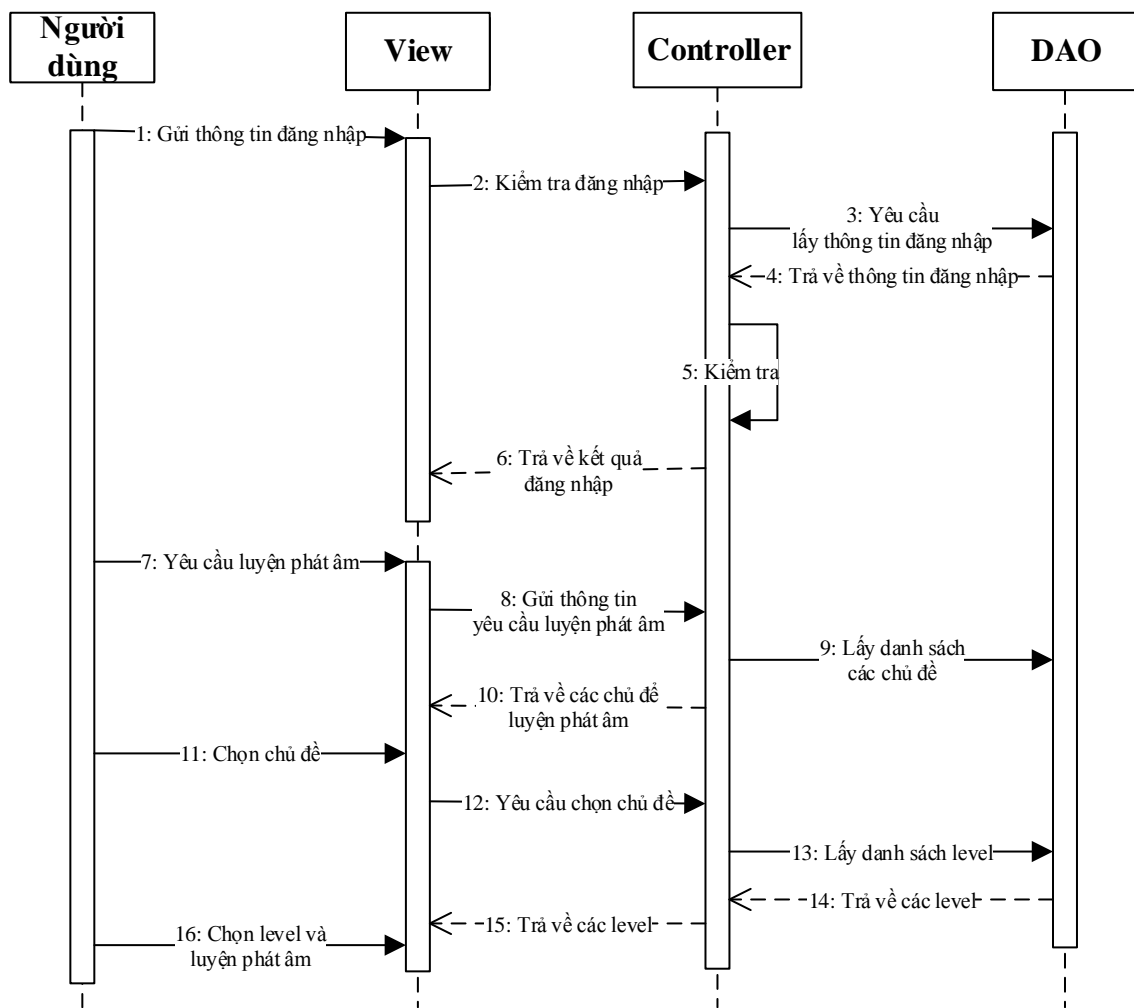 Người
dùng
View
Controller
DAO
1: Gửi thông tin đăng nhập
2: Kiểm tra đăng nhập
3: Yêu cầu
lấy thông tin đăng nhập
4: Trả về thông tin đăng nhập
5: Kiểm tra
6: Trả về kết quả
đăng nhập
7: Yêu cầu luyện phát âm
8: Gửi thông tin
yêu cầu luyện phát âm
9: Lấy danh sách
các chủ đề
10: Trả về các chủ để
luyện phát âm
11: Chọn chủ đề
12: Yêu cầu chọn chủ đề
13: Lấy danh sách level
14: Trả về các level
15: Trả về các level
16: Chọn level và
luyện phát âm